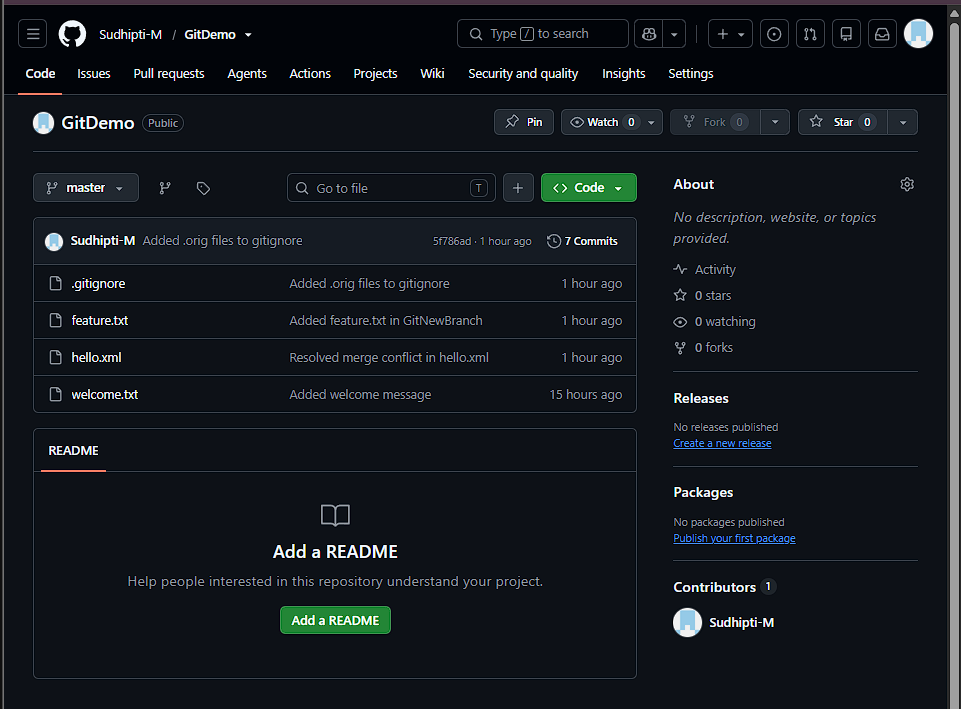 Sudhipti-M / GitDemo
Type / to search
Code Issues Pull requests Agents Actions Projects Wiki Security and quality Insights Settings
GitDemo Public
Pin
Watch 0
Fork 0
Star 0
master
Go to file T
+
<> Code
Sudhipti-M Added .orig files to gitignore 5f786ad · 1 hour ago 7 Commits
.gitignore Added .orig files to gitignore 1 hour ago
feature.txt Added feature.txt in GitNewBranch 1 hour ago
hello.xml Resolved merge conflict in hello.xml 1 hour ago
welcome.txt Added welcome message 15 hours ago
README
Add a README
Help people interested in this repository understand your project.
Add a README
About
No description, website, or topics
provided.
Activity
0 stars
0 watching
0 forks
Releases
No releases published
Create a new release
Packages
No packages published
Publish your first package
Contributors 1
Sudhipti-M